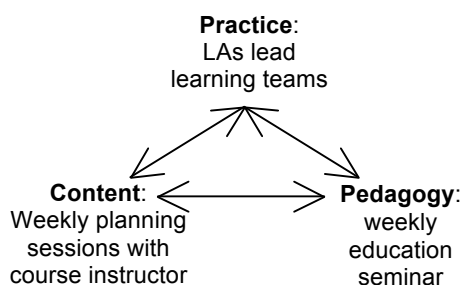 Practice:
LAs lead
learning teams
Content:
Weekly planning
sessions with
course instructor
Pedagogy:
weekly
education
seminar